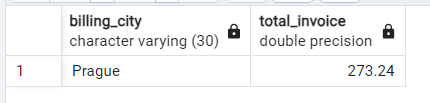 billing_city total_invoice
character varying (30) double precision
1 Prague 273.24